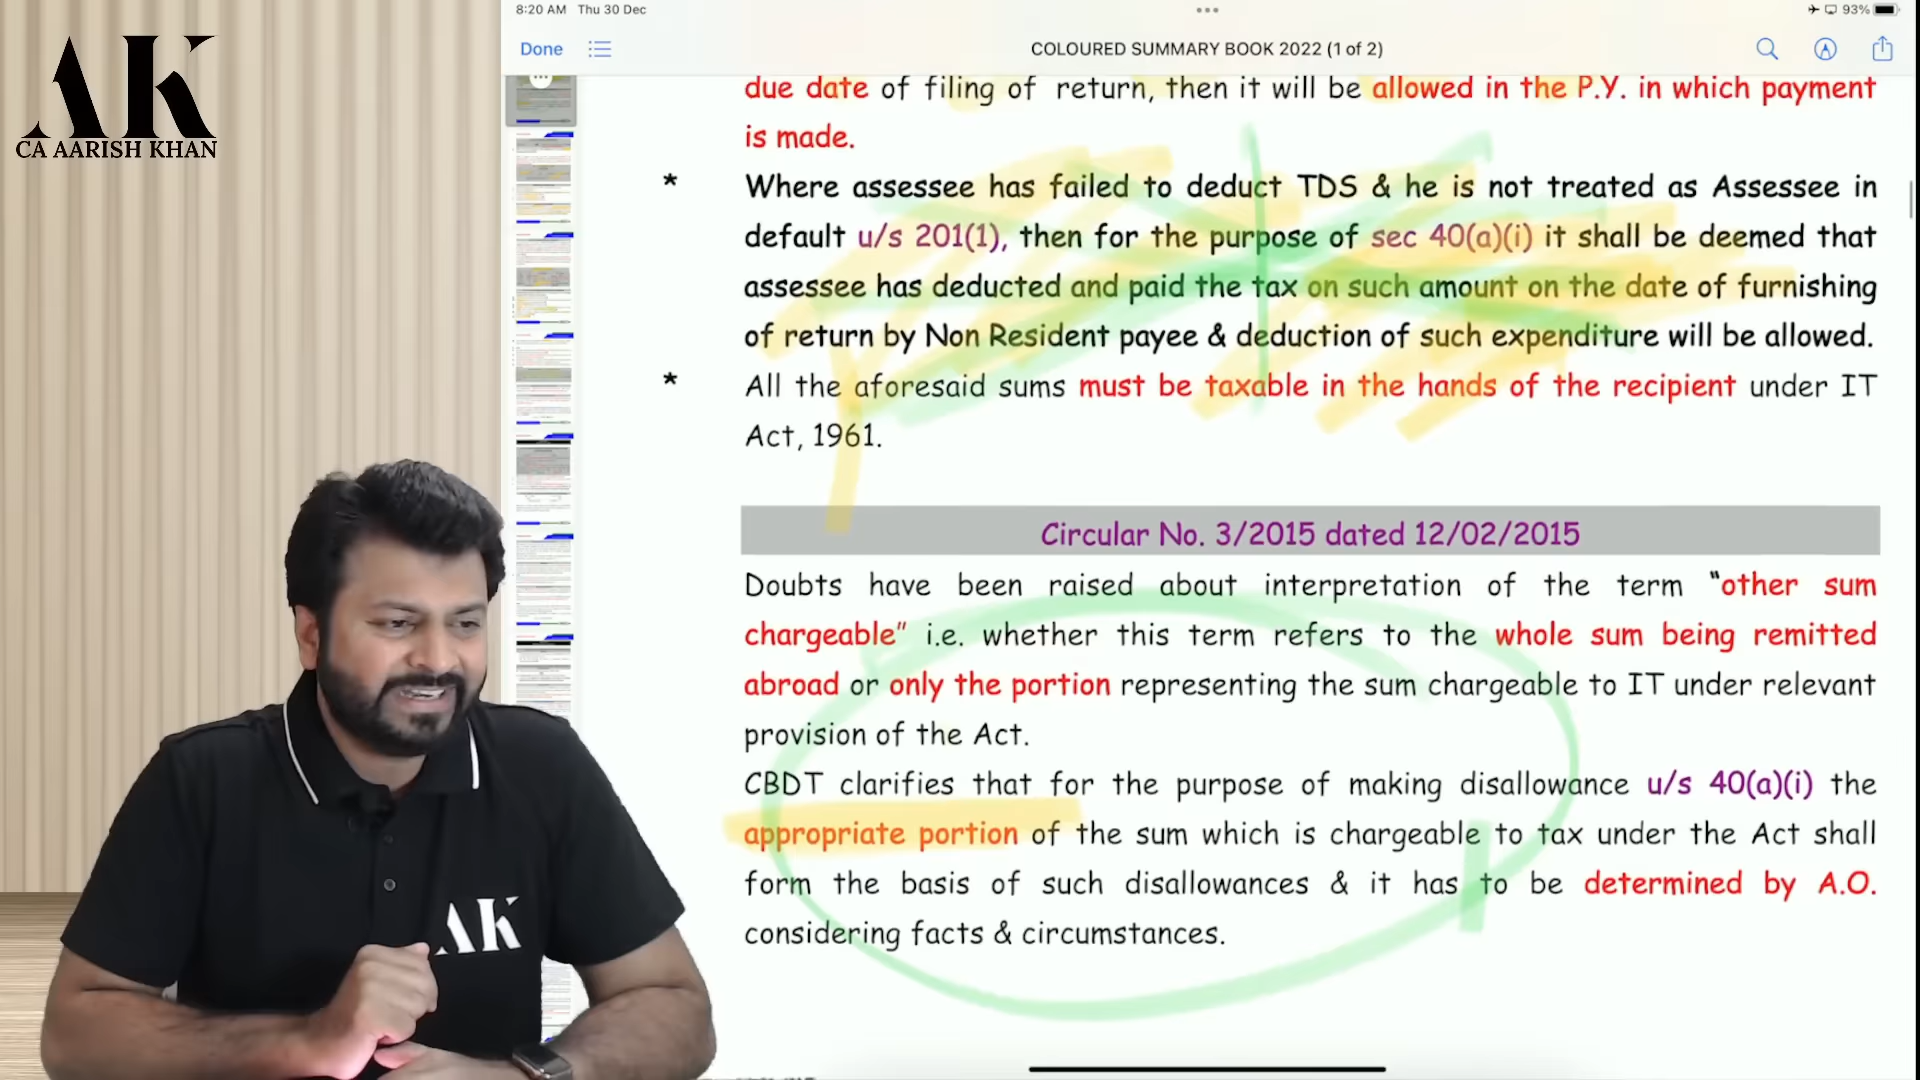 AK
CA AARISH KHAN
8:20 AM Thu 30 Dec
93%
Done
COLOURED SUMMARY BOOK 2022 (1 of 2)
due date of filing of return, then it will be allowed in the P.Y. in which payment
is made.
* Where assessee has failed to deduct TDS & he is not treated as Assessee in
default u/s 201(1), then for the purpose of sec 40(a)(i) it shall be deemed that
assessee has deducted and paid the tax on such amount on the date of furnishing
of return by Non Resident payee & deduction of such expenditure will be allowed.
* All the aforesaid sums must be taxable in the hands of the recipient under IT
Act, 1961.
Circular No. 3/2015 dated 12/02/2015
Doubts have been raised about interpretation of the term "other sum
chargeable" i.e. whether this term refers to the whole sum being remitted
abroad or only the portion representing the sum chargeable to IT under relevant
provision of the Act.
CBDT clarifies that for the purpose of making disallowance u/s 40(a)(i) the
appropriate portion of the sum which is chargeable to tax under the Act shall
form the basis of such disallowances & it has to be determined by A.O.
considering facts & circumstances.
AK